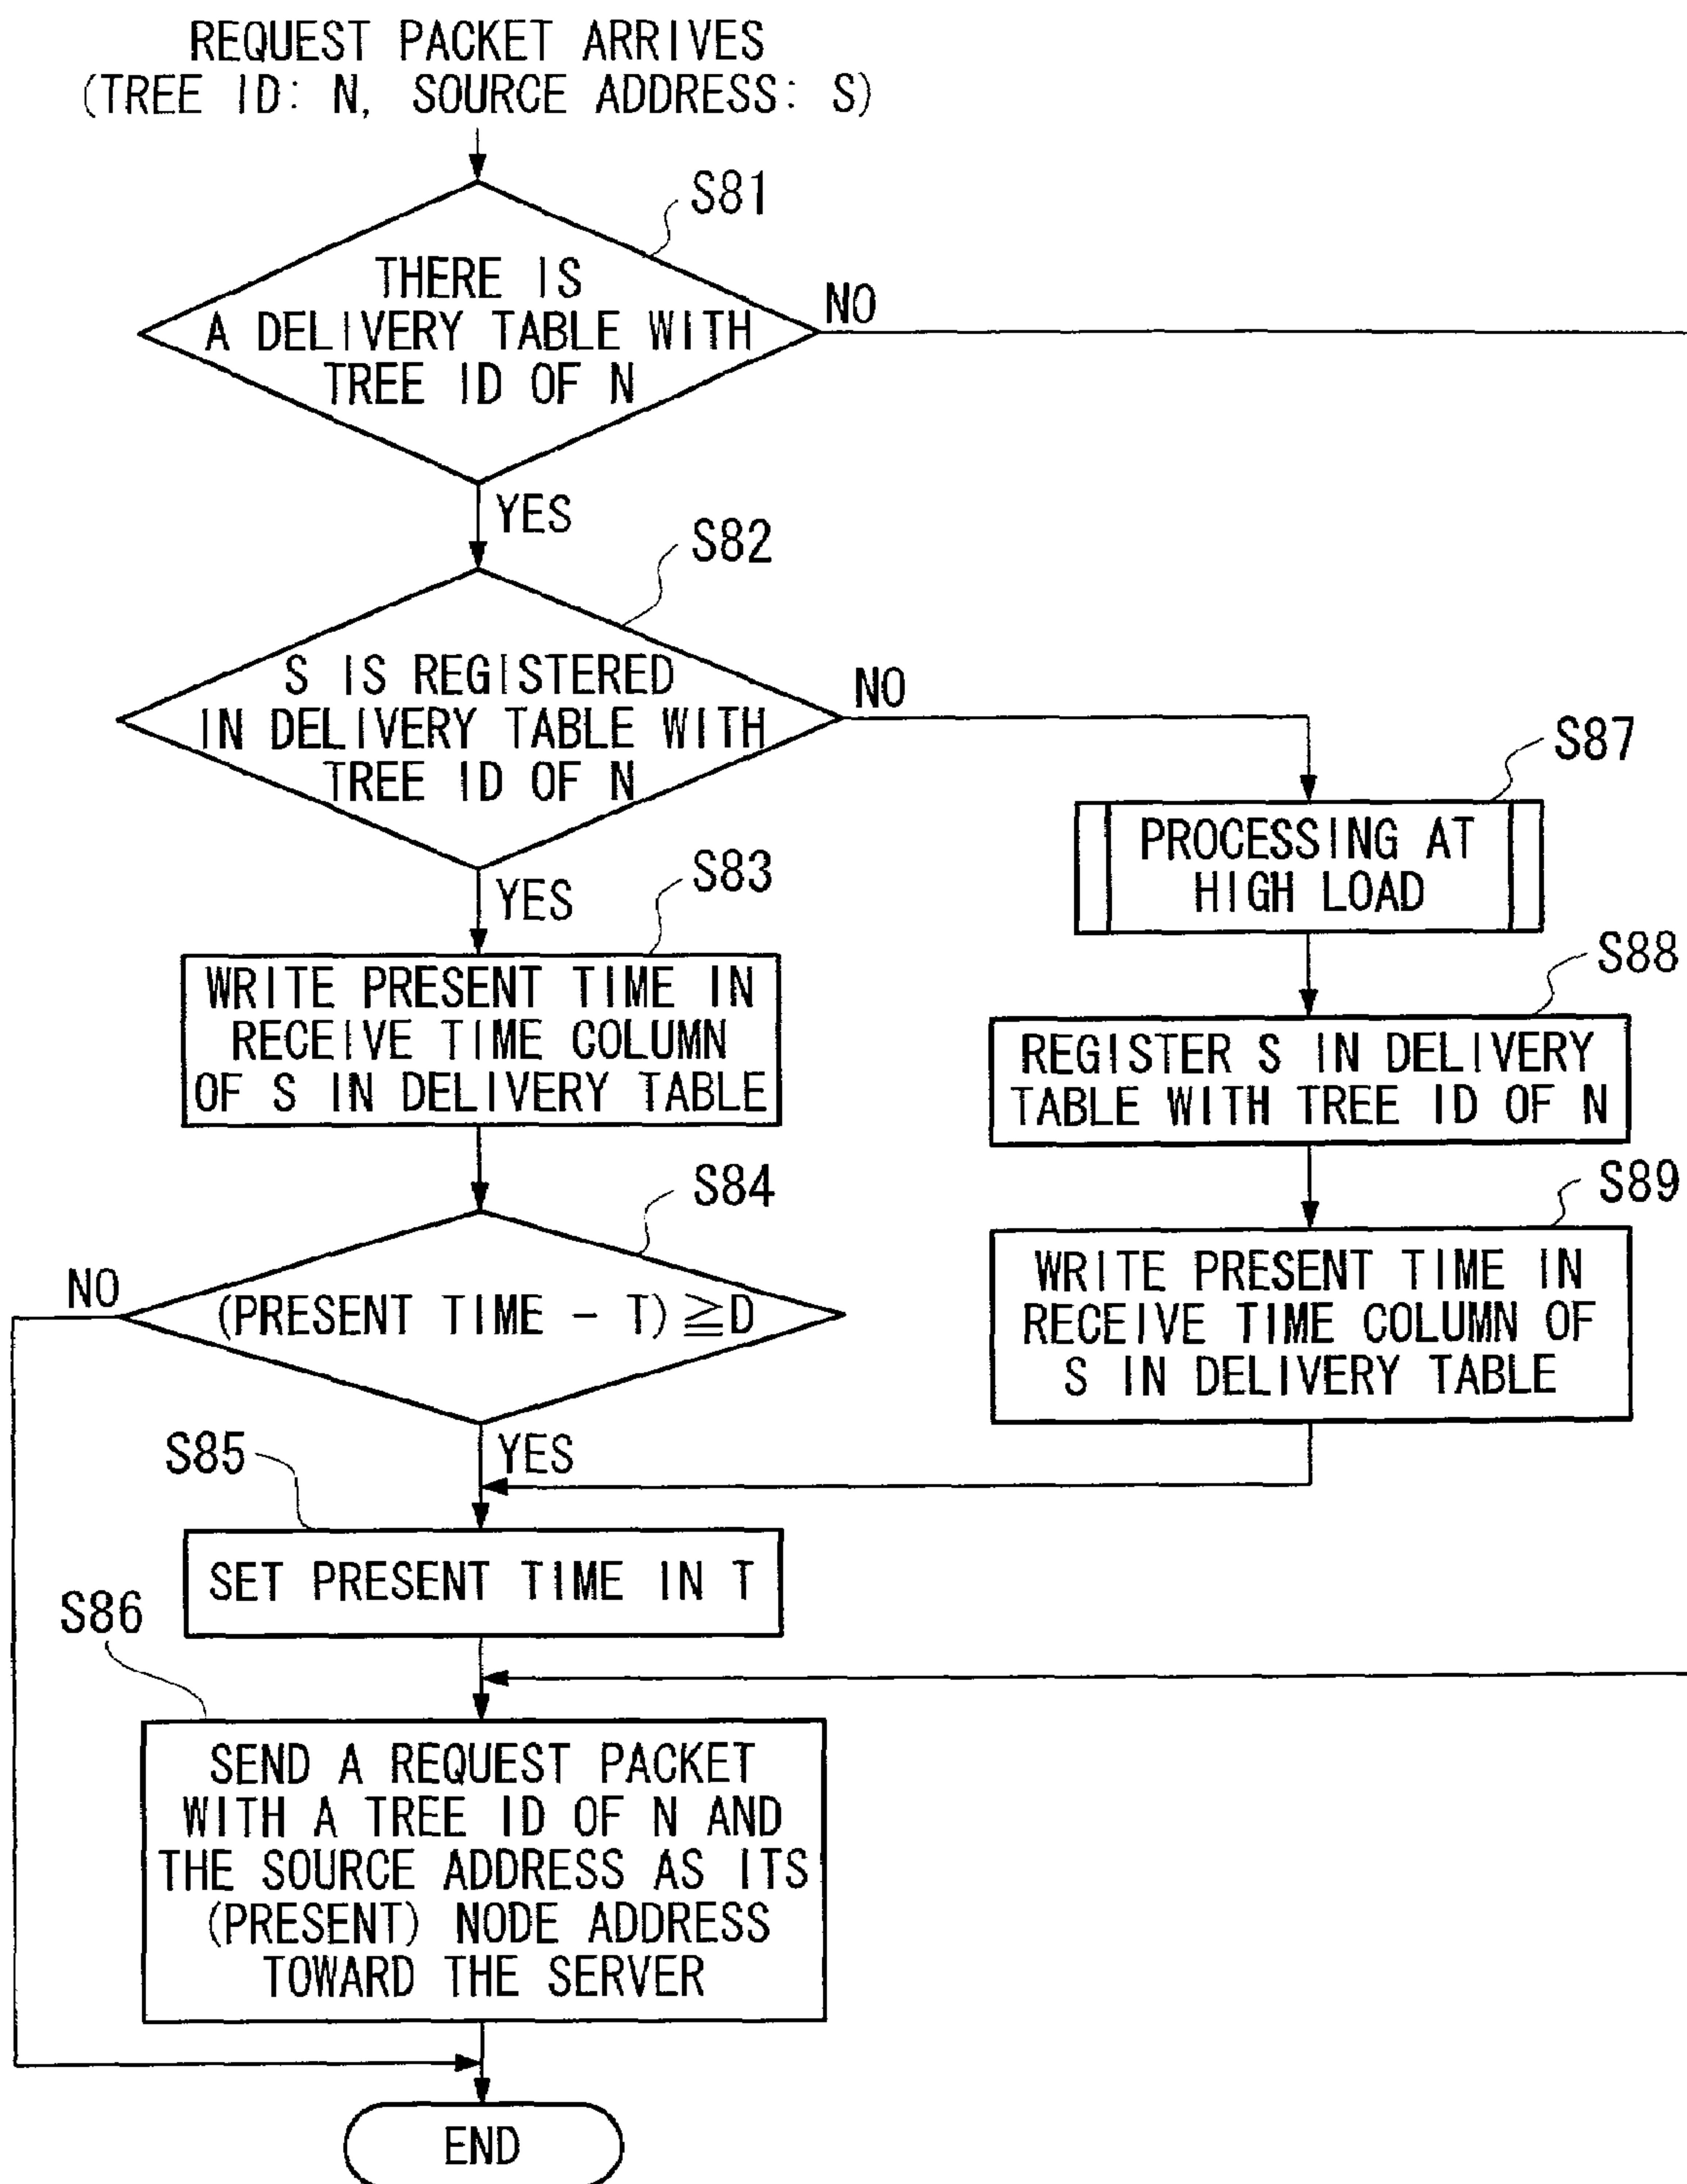 REQUEST PACKET ARRIVES
(TREE ID: N, SOURCE ADDRESS: S)
S81
THERE IS
A DELIVERY TABLE WITH
TREE ID OF N
NO
YES
S82
S IS REGISTERED
IN DELIVERY TABLE WITH
TREE ID OF N
NO
YES
S87
PROCESSING AT
HIGH LOAD
S83
WRITE PRESENT TIME IN
RECEIVE TIME COLUMN
OF S IN DELIVERY TABLE
S88
REGISTER S IN DELIVERY
TABLE WITH TREE ID OF N
S84
NO
(PRESENT TIME - T) ≧D
YES
S89
WRITE PRESENT TIME IN
RECEIVE TIME COLUMN OF
S IN DELIVERY TABLE
S85
SET PRESENT TIME IN T
S86
SEND A REQUEST PACKET
WITH A TREE ID OF N AND
THE SOURCE ADDRESS AS ITS
(PRESENT) NODE ADDRESS
TOWARD THE SERVER
END